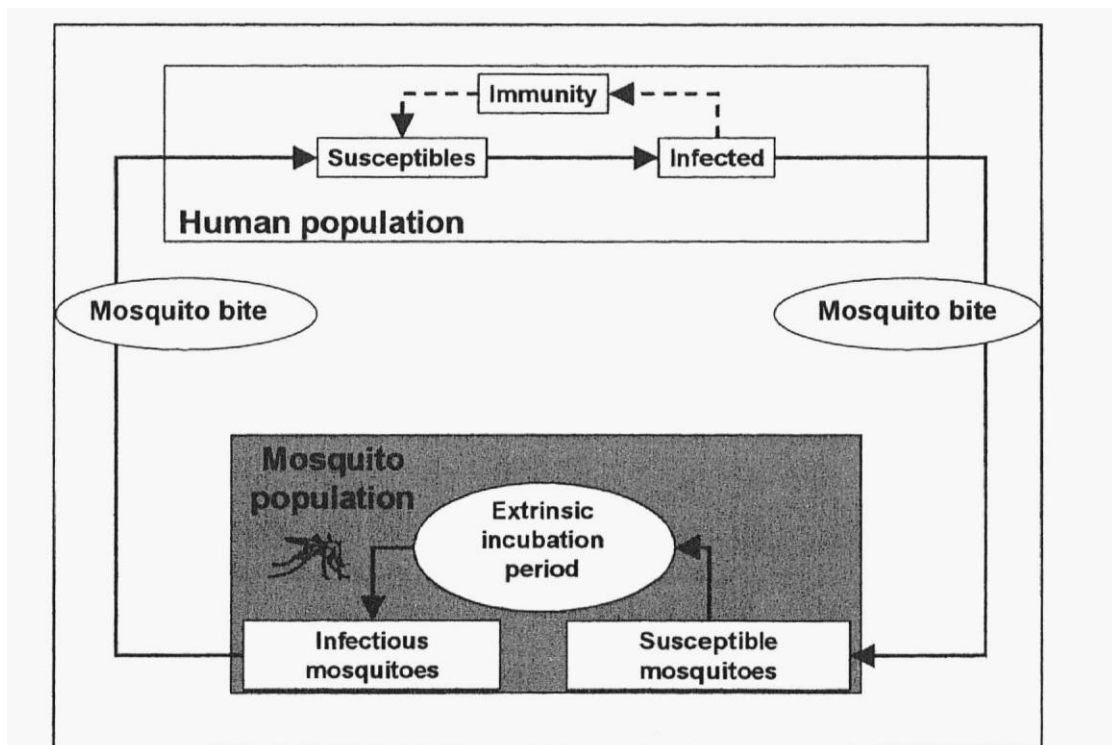 Immunity
Susceptibles
Infected
Human population
Mosquito bite
Mosquito bite
Mosquito
population
Extrinsic
incubation
period
Infectious
mosquitoes
Susceptible
mosquitoes